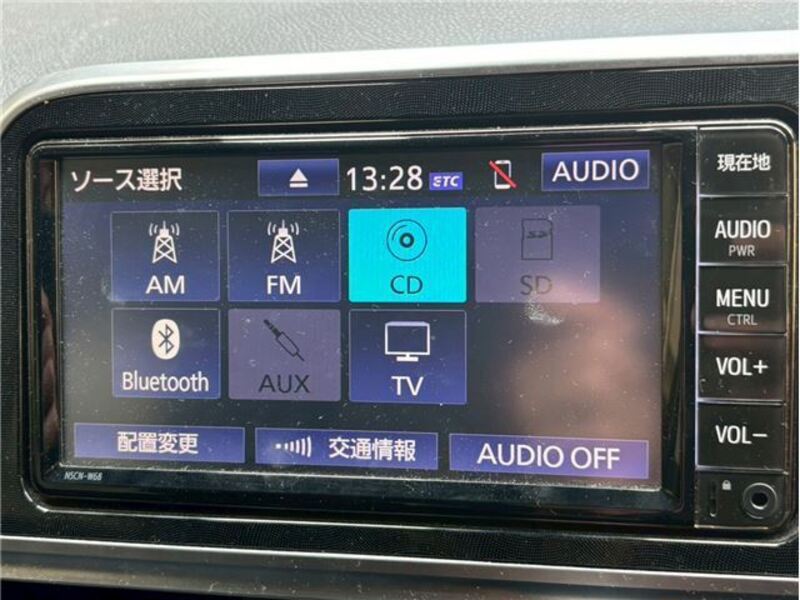 ソース選択
13:28
ETC
AUDIO
現在地
AM
FM
CD
SD
AUDIO
PWR
MENU
CTRL
Bluetooth
AUX
TV
VOL+
配置変更
交通情報
AUDIO OFF
VOL-
NSCN-W68